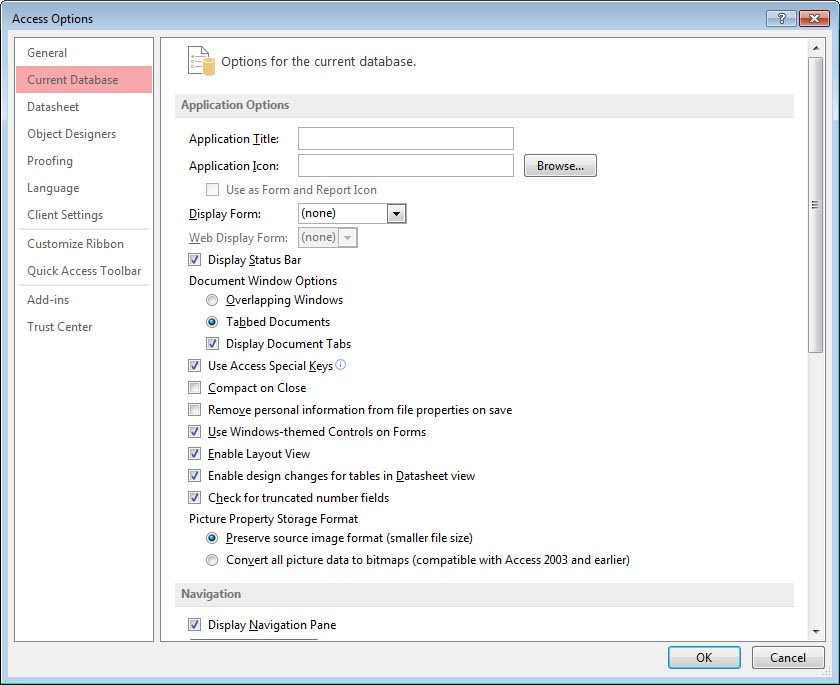 Access Options
General
Current Database
Datasheet
Object Designers
Proofing
Language
Client Settings
Customize Ribbon
Quick Access Toolbar
Add-ins
Trust Center
Options for the current database.
Application Options
Application Title:
Application Icon:
Browse...
Use as Form and Report Icon
Display Form: (none)
Web Display Form: (none)
Display Status Bar
Document Window Options
Overlapping Windows
Tabbed Documents
Display Document Tabs
Use Access Special Keys
Compact on Close
Remove personal information from file properties on save
Use Windows-themed Controls on Forms
Enable Layout View
Enable design changes for tables in Datasheet view
Check for truncated number fields
Picture Property Storage Format
Preserve source image format (smaller file size)
Convert all picture data to bitmaps (compatible with Access 2003 and earlier)
Navigation
Display Navigation Pane
OK
Cancel